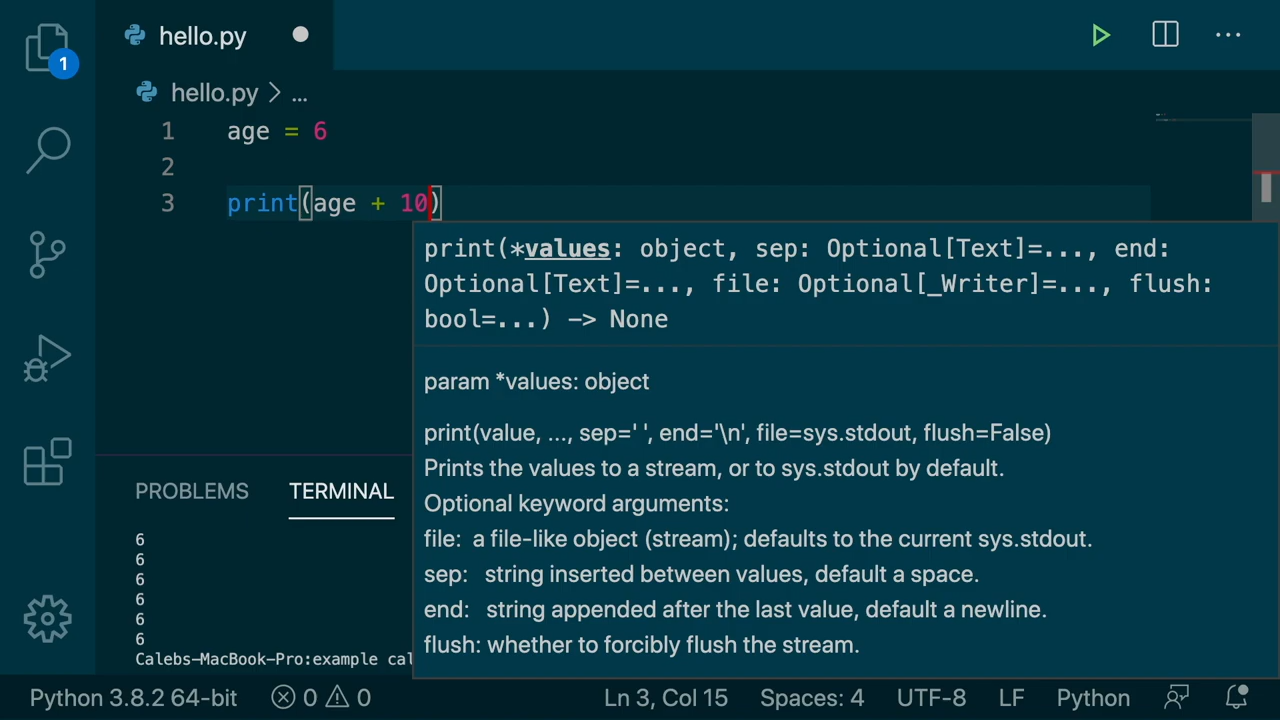 hello.py
1
hello.py > ...
1 age = 6
2
3 print(age + 10)
print(*values: object, sep: Optional[Text]=..., end:
Optional[Text]=..., file: Optional[_Writer]=..., flush:
bool=...) -> None
param *values: object
print(value, ..., sep=' ', end='\n', file=sys.stdout, flush=False)
Prints the values to a stream, or to sys.stdout by default.
Optional keyword arguments:
file: a file-like object (stream); defaults to the current sys.stdout.
sep: string inserted between values, default a space.
end: string appended after the last value, default a newline.
flush: whether to forcibly flush the stream.
PROBLEMS TERMINAL
6
6
6
6
6
6
Calebs-MacBook-Pro:example cal
Python 3.8.2 64-bit 0 0 Ln 3, Col 15 Spaces: 4 UTF-8 LF Python